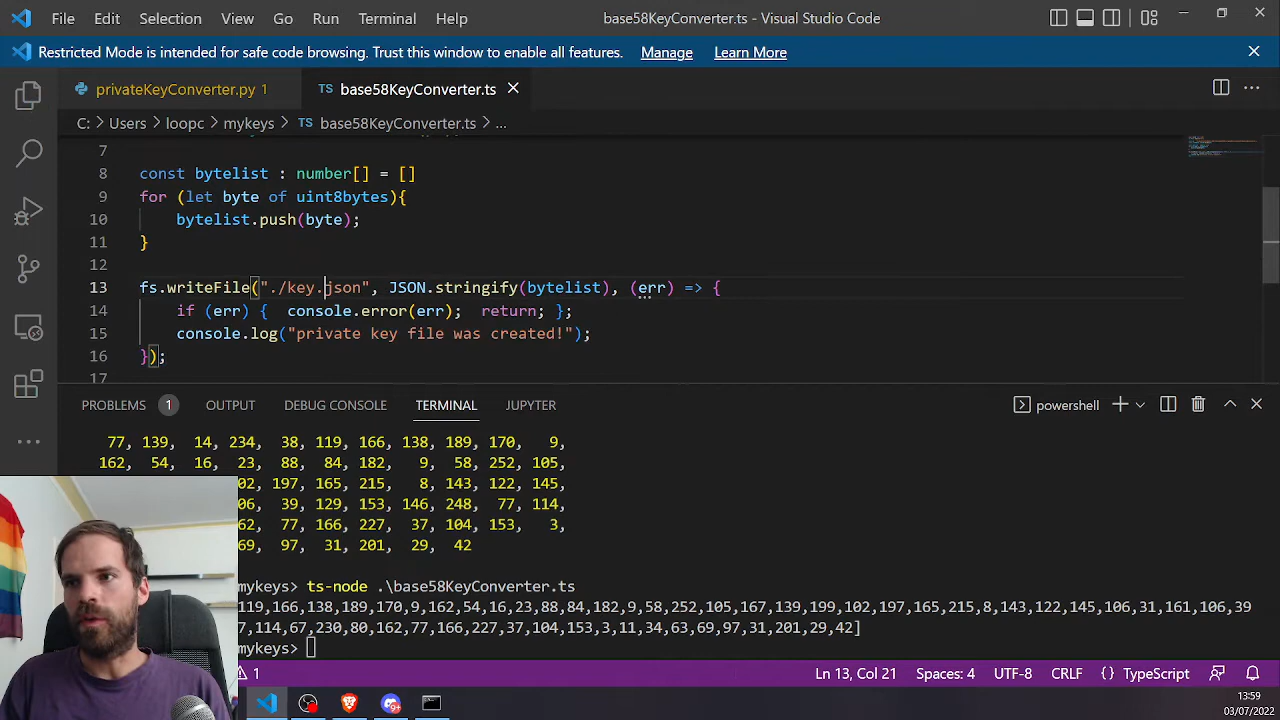 File Edit Selection View Go Run Terminal Help base58KeyConverter.ts - Visual Studio Code
Restricted Mode is intended for safe code browsing. Trust this window to enable all features. Manage Learn More
privateKeyConverter.py 1 TS base58KeyConverter.ts
C: > Users > loopc > mykeys > TS base58KeyConverter.ts > ...
7
8 const bytelist : number[] = []
9 for (let byte of uint8bytes){
10 bytelist.push(byte);
11 }
12
13 fs.writeFile("./key.json", JSON.stringify(bytelist), (err) => {
14 if (err) { console.error(err); return; };
15 console.log("private key file was created!");
16 });
17
PROBLEMS 1 OUTPUT DEBUG CONSOLE TERMINAL JUPYTER powershell
77, 139, 14, 234, 38, 119, 166, 138, 189, 170, 9,
162, 54, 16, 23, 88, 84, 182, 9, 58, 252, 105,
02, 197, 165, 215, 8, 143, 122, 145,
06, 39, 129, 153, 146, 248, 77, 114,
62, 77, 166, 227, 37, 104, 153, 3,
69, 97, 31, 201, 29, 42
mykeys> ts-node .\base58KeyConverter.ts
119,166,138,189,170,9,162,54,16,23,88,84,182,9,58,252,105,167,139,199,102,197,165,215,8,143,122,145,106,31,161,106,39
7,114,67,230,80,162,77,166,227,37,104,153,3,11,34,63,69,97,31,201,29,42]
mykeys>
1 Ln 13, Col 21 Spaces: 4 UTF-8 CRLF {} TypeScript
13:59
03/07/2022